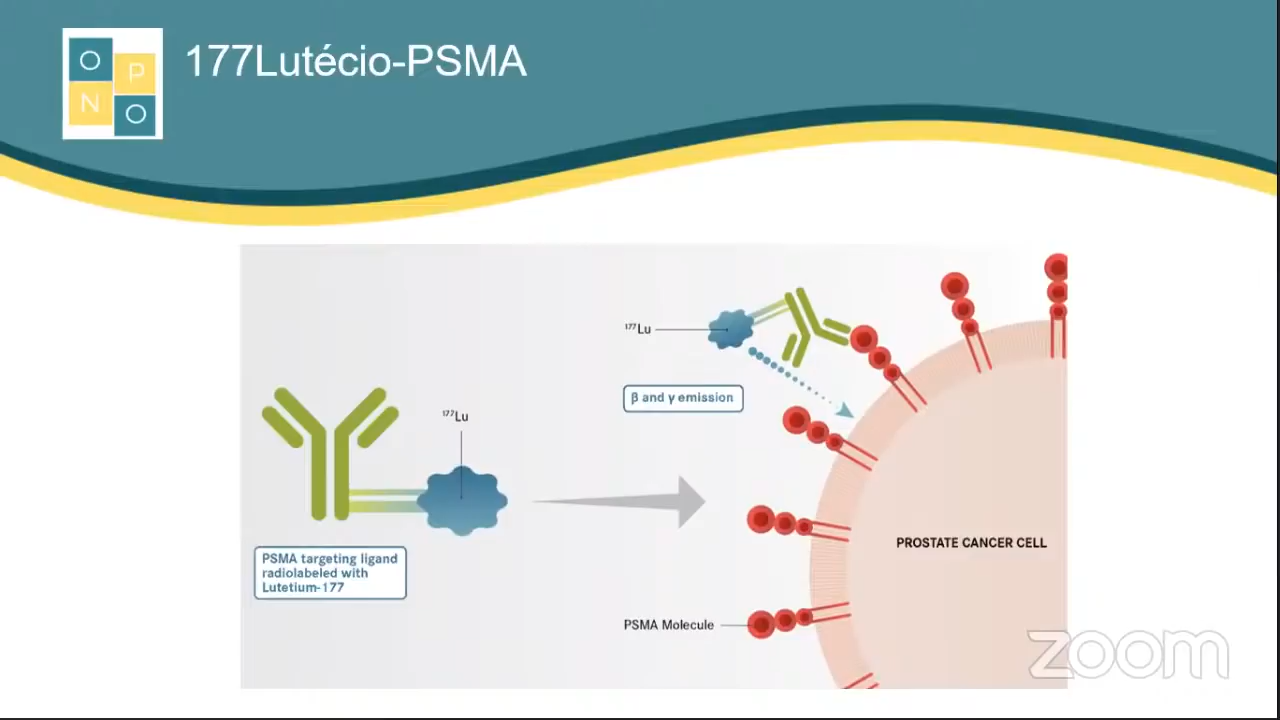 O
P
N
O
177Lutécio-PSMA
¹⁷⁷Lu
β and γ emission
¹⁷⁷Lu
PSMA targeting ligand
radiolabeled with
Lutetium-177
PROSTATE CANCER CELL
PSMA Molecule
zoom